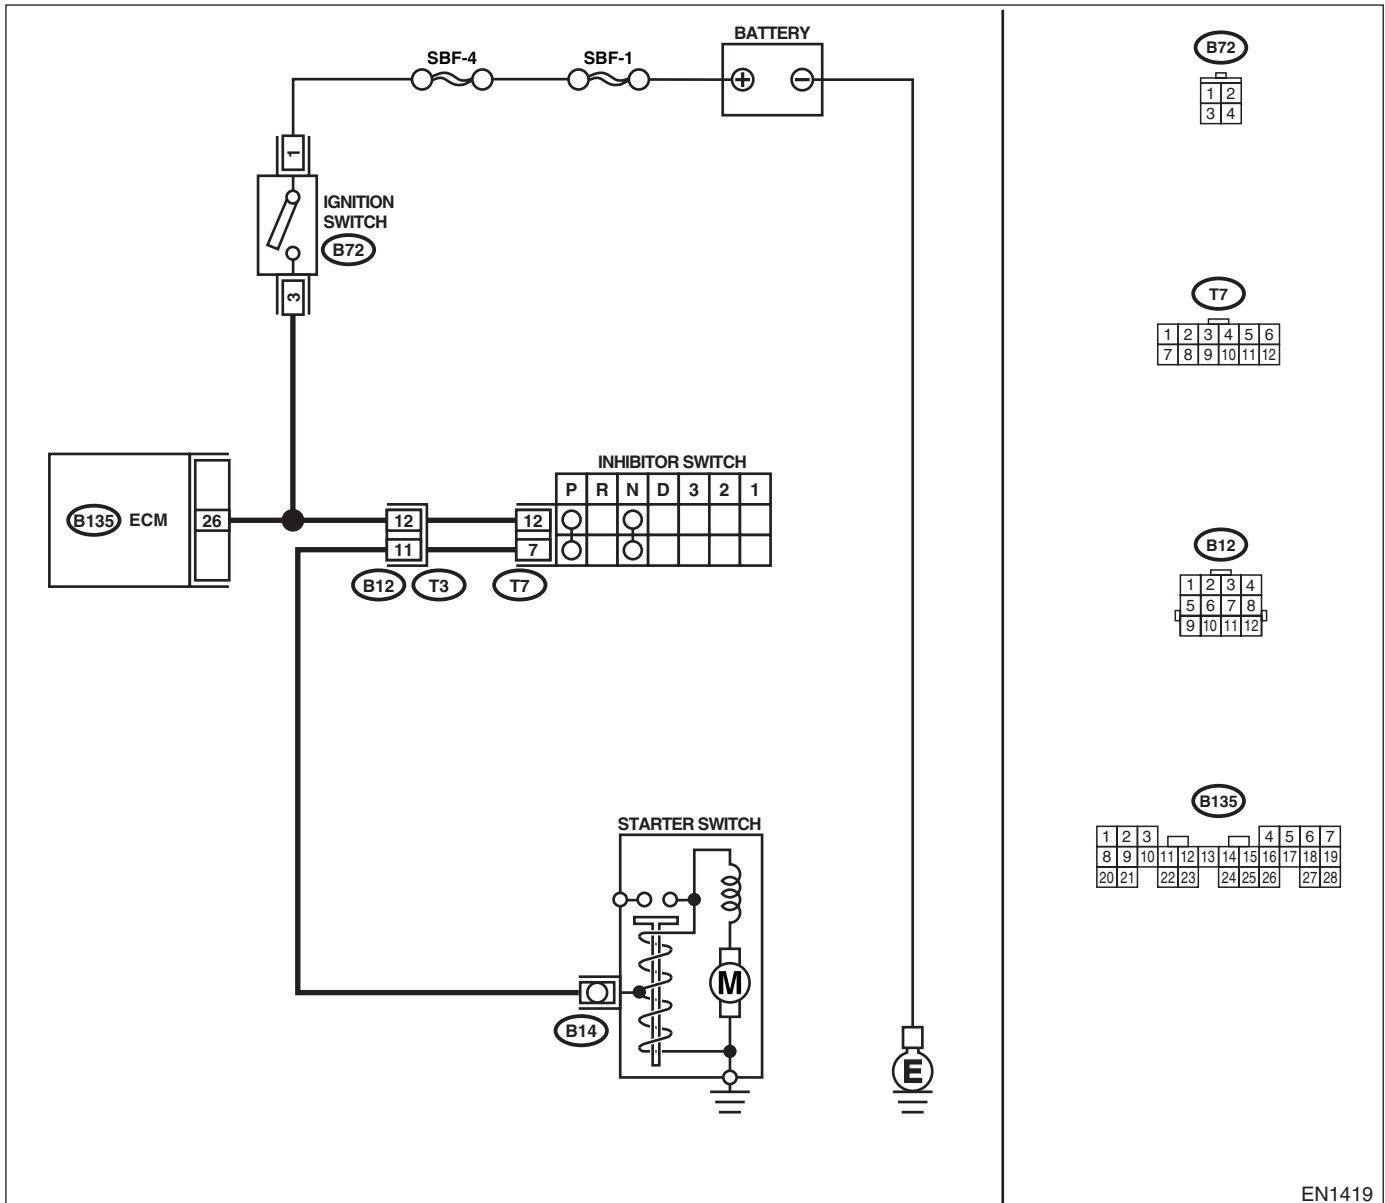 BATTERY
SBF-4 SBF-1
+ −
1
IGNITION
SWITCH
B72
3
INHIBITOR SWITCH
P R N D 3 2 1
B135 ECM 26 12 12
11 7
B12 T3 T7
STARTER SWITCH
M
B14
E
B72
1 2
3 4
T7
1 2 3 4 5 6
7 8 9 10 11 12
B12
1 2 3 4
5 6 7 8
9 10 11 12
B135
1 2 3 4 5 6 7
8 9 10 11 12 13 14 15 16 17 18 19
20 21 22 23 24 25 26 27 28
EN1419